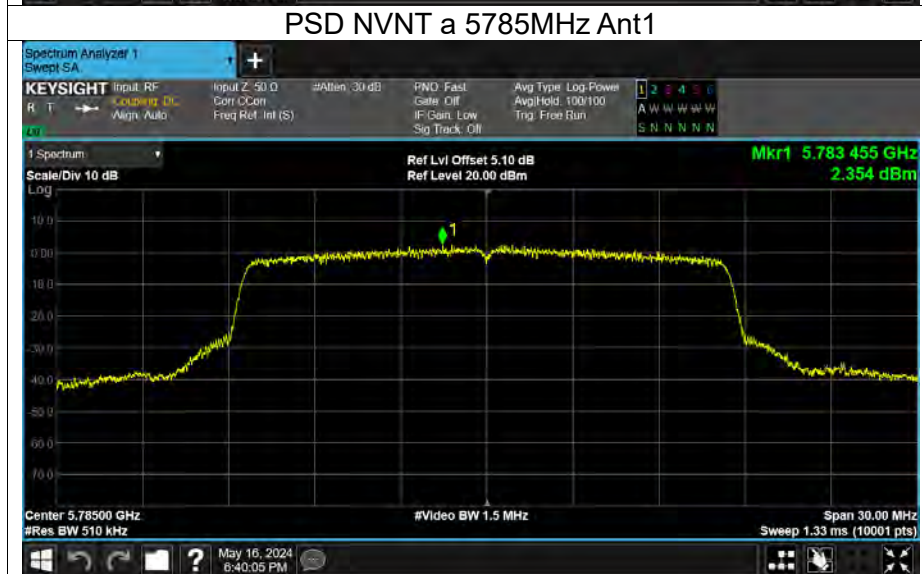 PSD NVNT a 5785MHz Ant1
Spectrum Analyzer 1
Swept SA
+
KEYSIGHT Input: RF Input Z: 50 Ω #Atten: 30 dB PNO: Fast Avg Type: Log-Power 1 2 3 4 5 6
R T Coupling: DC Corr CCorr Gate: Off Avg|Hold: 100/100 A W W W W W
Align: Auto Freq Ref: Int (S) IF Gain: Low Trig: Free Run
Sig Track: Off S N N N N N
1 Spectrum Ref Lvl Offset 5.10 dB Mkr1 5.783 455 GHz
Scale/Div 10 dB Ref Level 20.00 dBm 2.354 dBm
Log
10.0
1
0.00
-10.0
-20.0
-30.0
-40.0
-50.0
-60.0
-70.0
Center 5.78500 GHz #Video BW 1.5 MHz Span 30.00 MHz
#Res BW 510 kHz Sweep 1.33 ms (10001 pts)
? May 16, 2024
6:40:05 PM